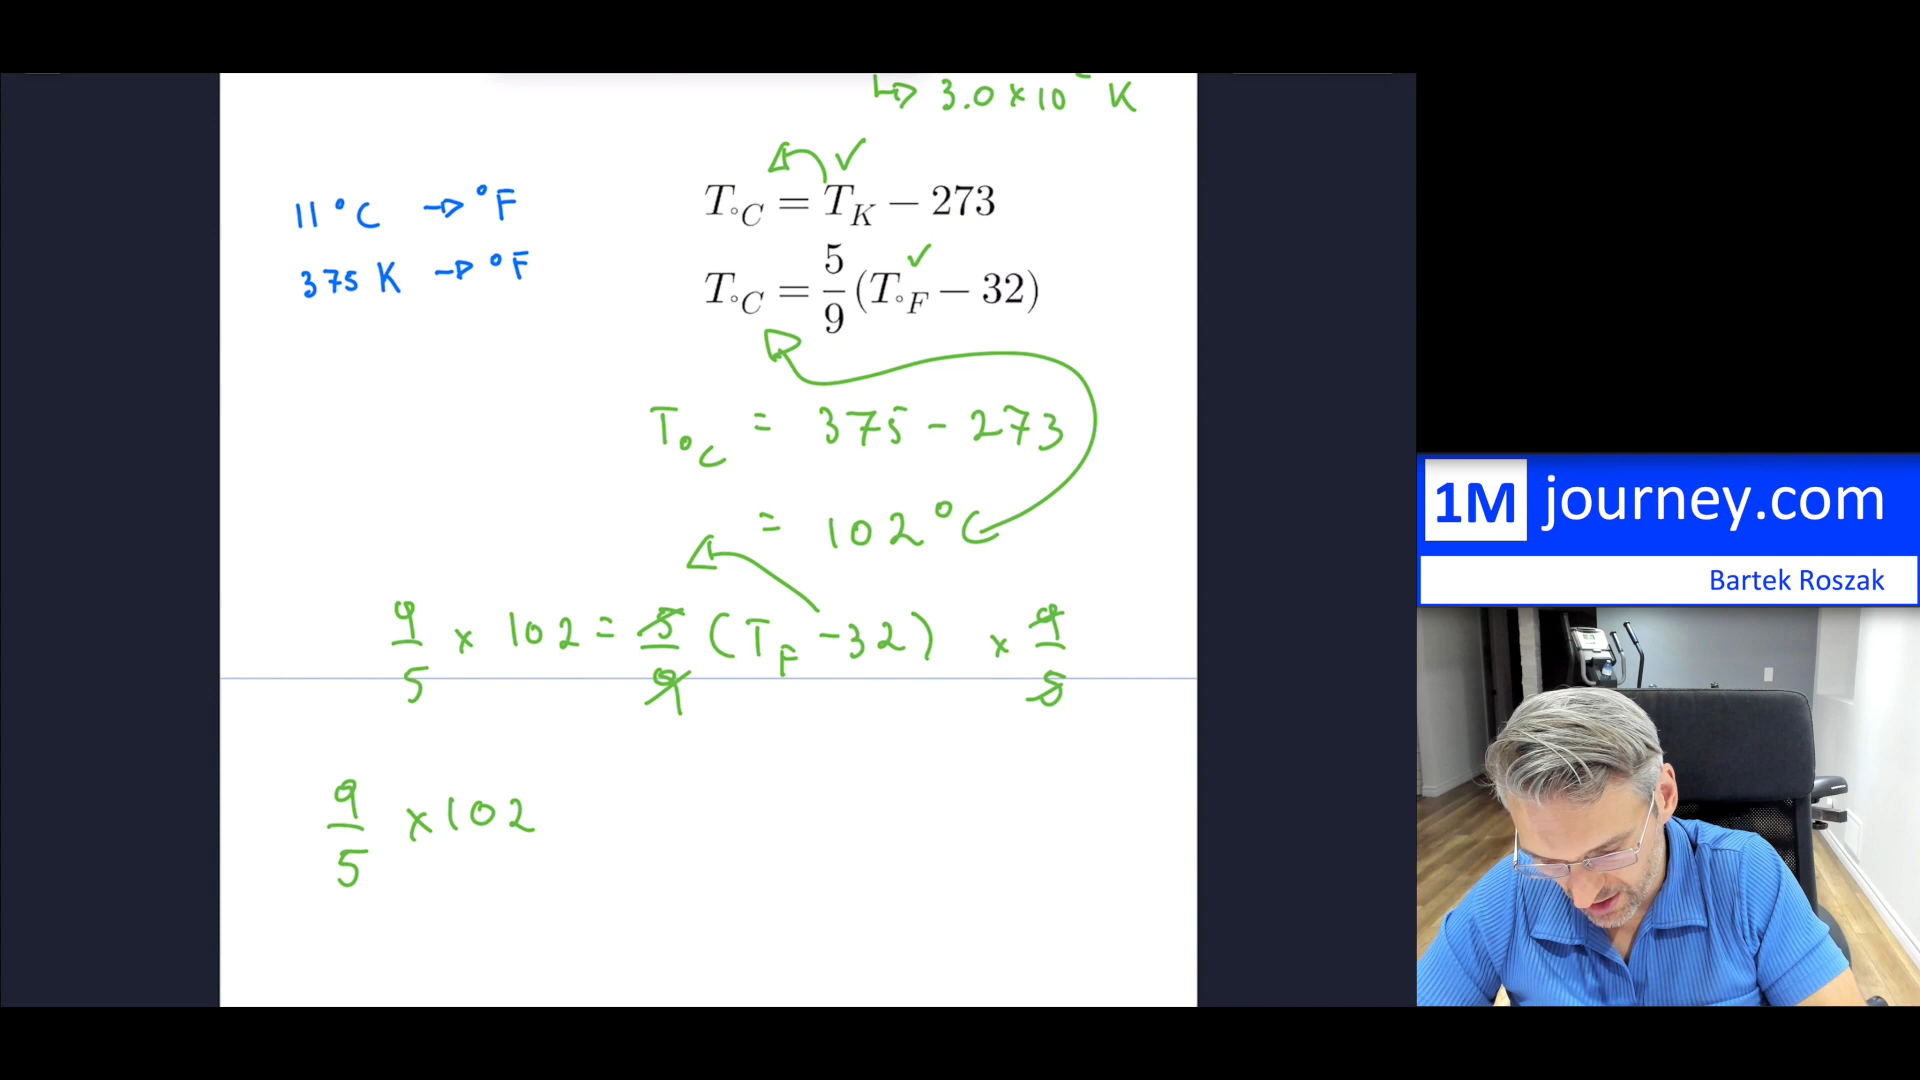 ↳ 3.0 × 10 K
11 °C → °F
375 K → °F
✓
T°C = TK − 273
✓
T°C = 5/9 (T°F − 32)
T°C = 375 - 273
= 102 °C
9/5 × 102 = 5/9 (TF - 32) × 9/5
9/5 × 102
1M journey.com
Bartek Roszak